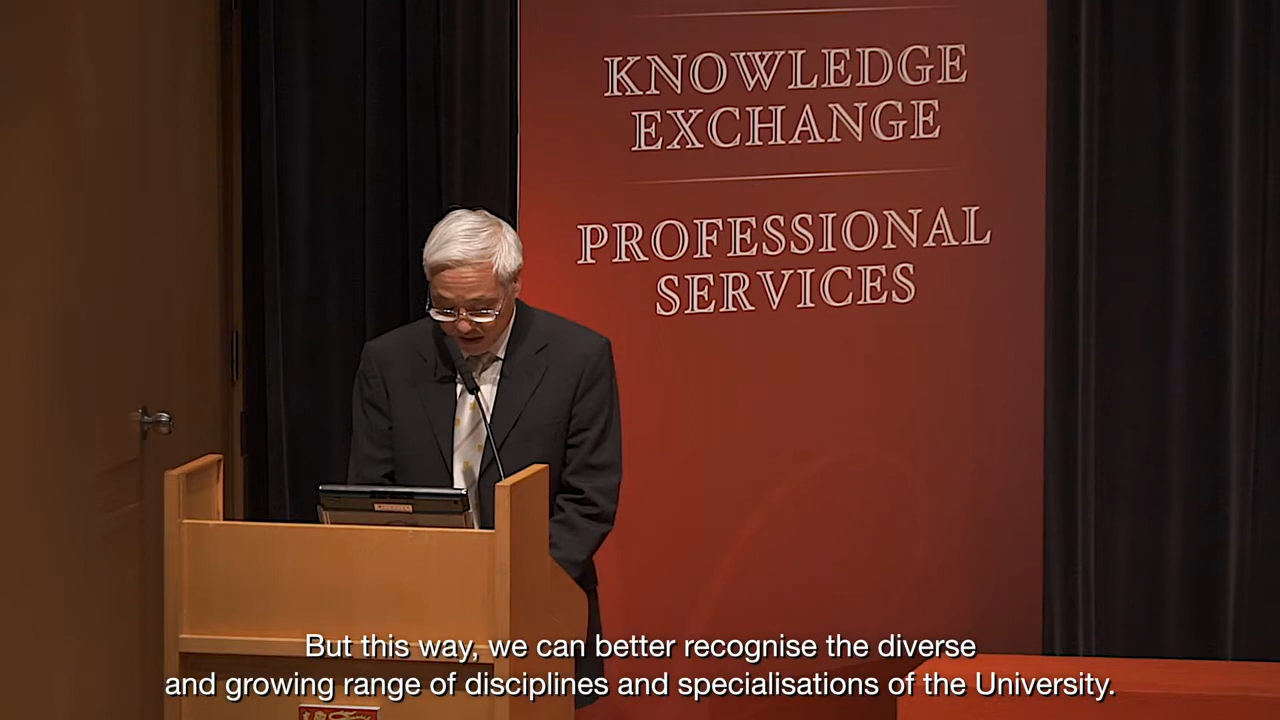 KNOWLEDGE
EXCHANGE
PROFESSIONAL
SERVICES
But this way, we can better recognise the diverse
and growing range of disciplines and specialisations of the University.